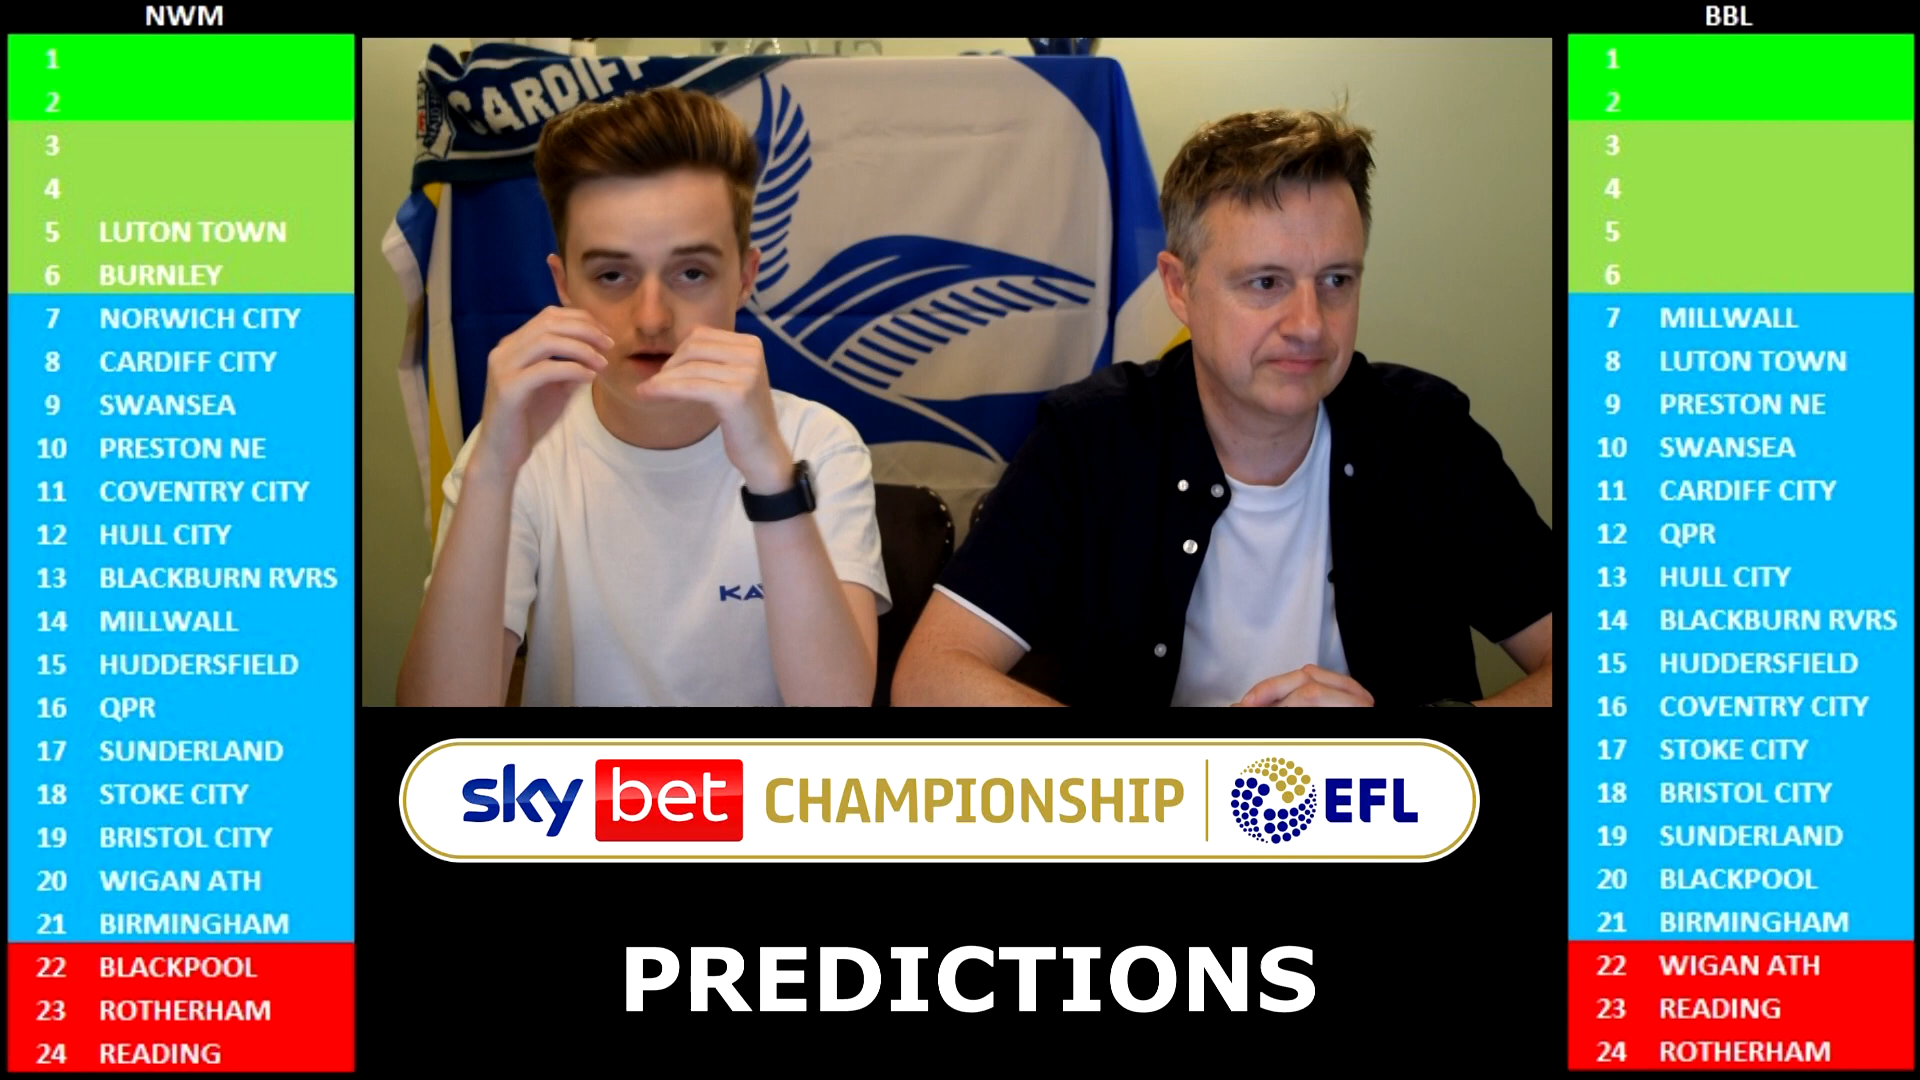 NWM
1
2
3
4
5 LUTON TOWN
6 BURNLEY
7 NORWICH CITY
8 CARDIFF CITY
9 SWANSEA
10 PRESTON NE
11 COVENTRY CITY
12 HULL CITY
13 BLACKBURN RVRS
14 MILLWALL
15 HUDDERSFIELD
16 QPR
17 SUNDERLAND
18 STOKE CITY
19 BRISTOL CITY
20 WIGAN ATH
21 BIRMINGHAM
22 BLACKPOOL
23 ROTHERHAM
24 READING
CARDIFF
KA
sky bet CHAMPIONSHIP EFL
PREDICTIONS
BBL
1
2
3
4
5
6
7 MILLWALL
8 LUTON TOWN
9 PRESTON NE
10 SWANSEA
11 CARDIFF CITY
12 QPR
13 HULL CITY
14 BLACKBURN RVRS
15 HUDDERSFIELD
16 COVENTRY CITY
17 STOKE CITY
18 BRISTOL CITY
19 SUNDERLAND
20 BLACKPOOL
21 BIRMINGHAM
22 WIGAN ATH
23 READING
24 ROTHERHAM